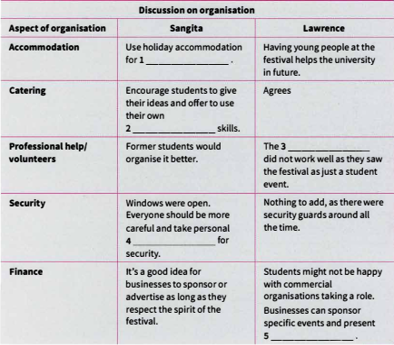 Discussion on organisation
Aspect of organisation Sangita Lawrence
Accommodation
Use holiday accommodation
for 1 ________________ .
Having young people at the
festival helps the university
in future.
Catering
Encourage students to give
their ideas and offer to use
their own
2 ________________ skills.
Agrees
Professional help/
volunteers
Former students would
organise it better.
The 3 ________________
did not work well as they saw
the festival as just a student
event.
Security
Windows were open.
Everyone should be more
careful and take personal
4 ________________ for
security.
Nothing to add, as there were
security guards around all
the time.
Finance
It's a good idea for
businesses to sponsor or
advertise as long as they
respect the spirit of the
festival.
Students might not be happy
with commercial
organisations taking a role.
Businesses can sponsor
specific events and present
5 ________________ .